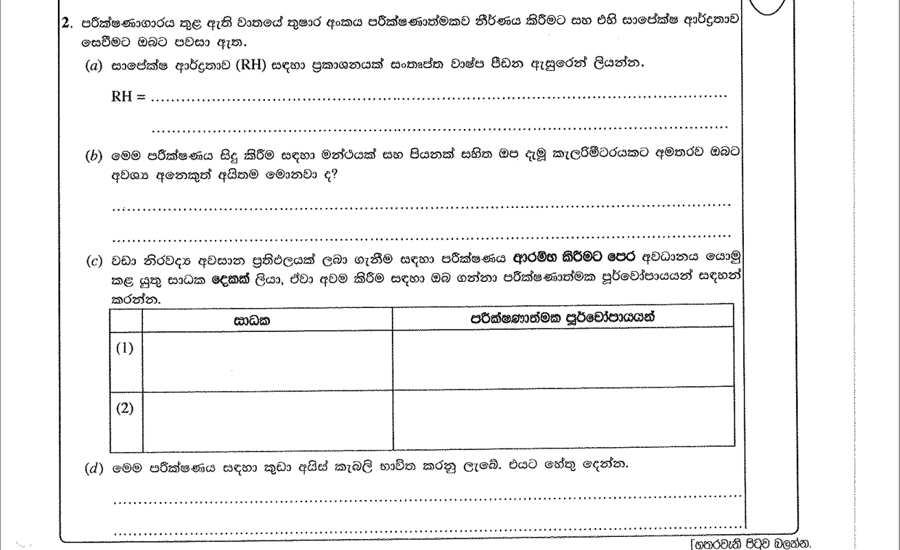 2. පරීක්ෂණාගාරය තුළ ඇති වාතයේ තුෂාර අංකය පරීක්ෂණාත්මකව නිර්ණය කිරීමට සහ එහි සාපේක්ෂ ආර්ද්‍රතාව
සෙවීමට ඔබට පවසා ඇත.
(a) සාපේක්ෂ ආර්ද්‍රතාව (RH) සඳහා ප්‍රකාශනයක් සංතෘප්ත වාෂ්ප පීඩන ඇසුරෙන් ලියන්න.
RH = ................................................................
................................................................
(b) මෙම පරීක්ෂණය සිදු කිරීම සඳහා මන්ථයක් සහ පියනක් සහිත ඔප දැමූ කැලරිමීටරයකට අමතරව ඔබට
අවශ්‍ය අනෙකුත් අයිතම මොනවා ද?
................................................................
................................................................
(c) වඩා නිරවද්‍ය අවසාන ප්‍රතිඵලයක් ලබා ගැනීම සඳහා පරීක්ෂණය ආරම්භ කිරීමට පෙර අවධානය යොමු
කළ යුතු සාධක දෙකක් ලියා, ඒවා අවම කිරීම සඳහා ඔබ ගන්නා පරීක්ෂණාත්මක පූර්වෝපායයන් සඳහන්
කරන්න.
සාධක පරීක්ෂණාත්මක පූර්වෝපායයන්
(1)
(2)
(d) මෙම පරීක්ෂණය සඳහා කුඩා අයිස් කැබලි භාවිත කරනු ලැබේ. එයට හේතු දෙන්න.
................................................................
................................................................
[හතරවැනි පිටුව බලන්න.